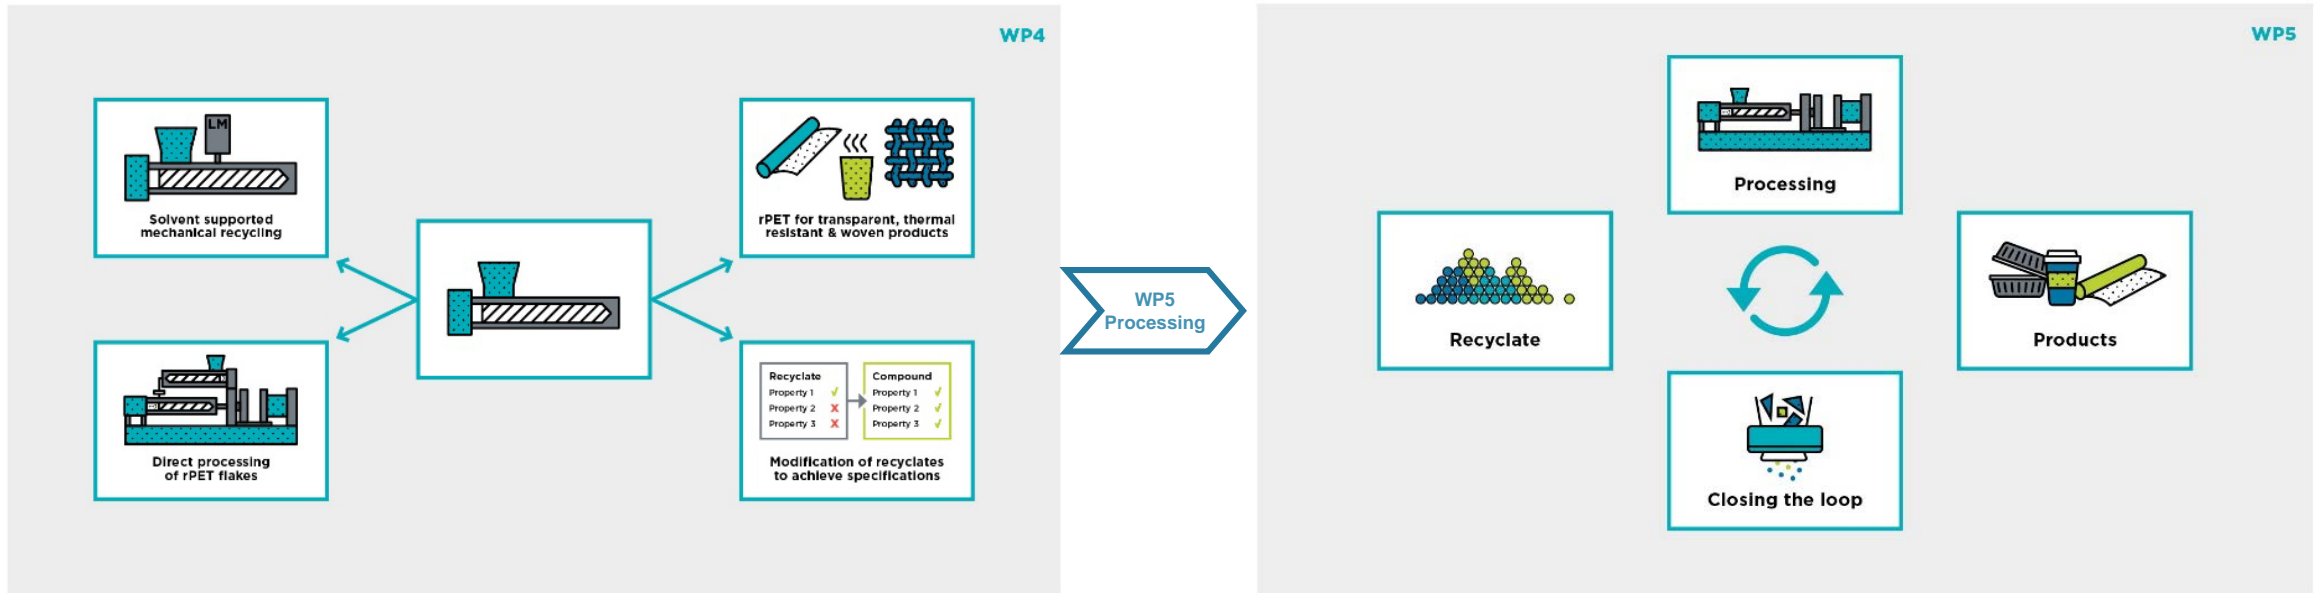 WP4
LM
Solvent supported
mechanical recycling
rPET for transparent, thermal
resistant & woven products
Direct processing
of rPET flakes
Recyclate
Property 1 ✓
Property 2 X
Property 3 X
Compound
Property 1 ✓
Property 2 ✓
Property 3 ✓
Modification of recyclates
to achieve specifications
WP5
Processing
WP5
Processing
Recyclate
Products
Closing the loop